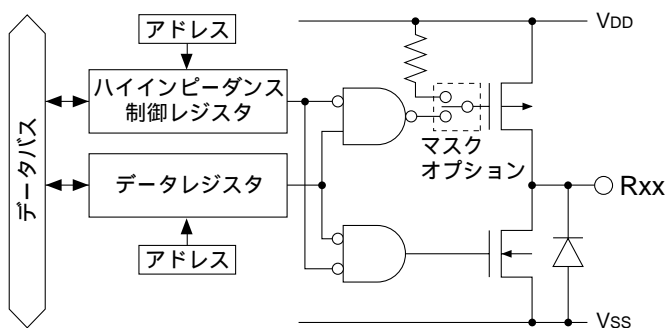 アドレス
VDD
ハイインピーダンス
制御レジスタ
データバス
マスク
オプション
データレジスタ
Rxx
アドレス
VSS